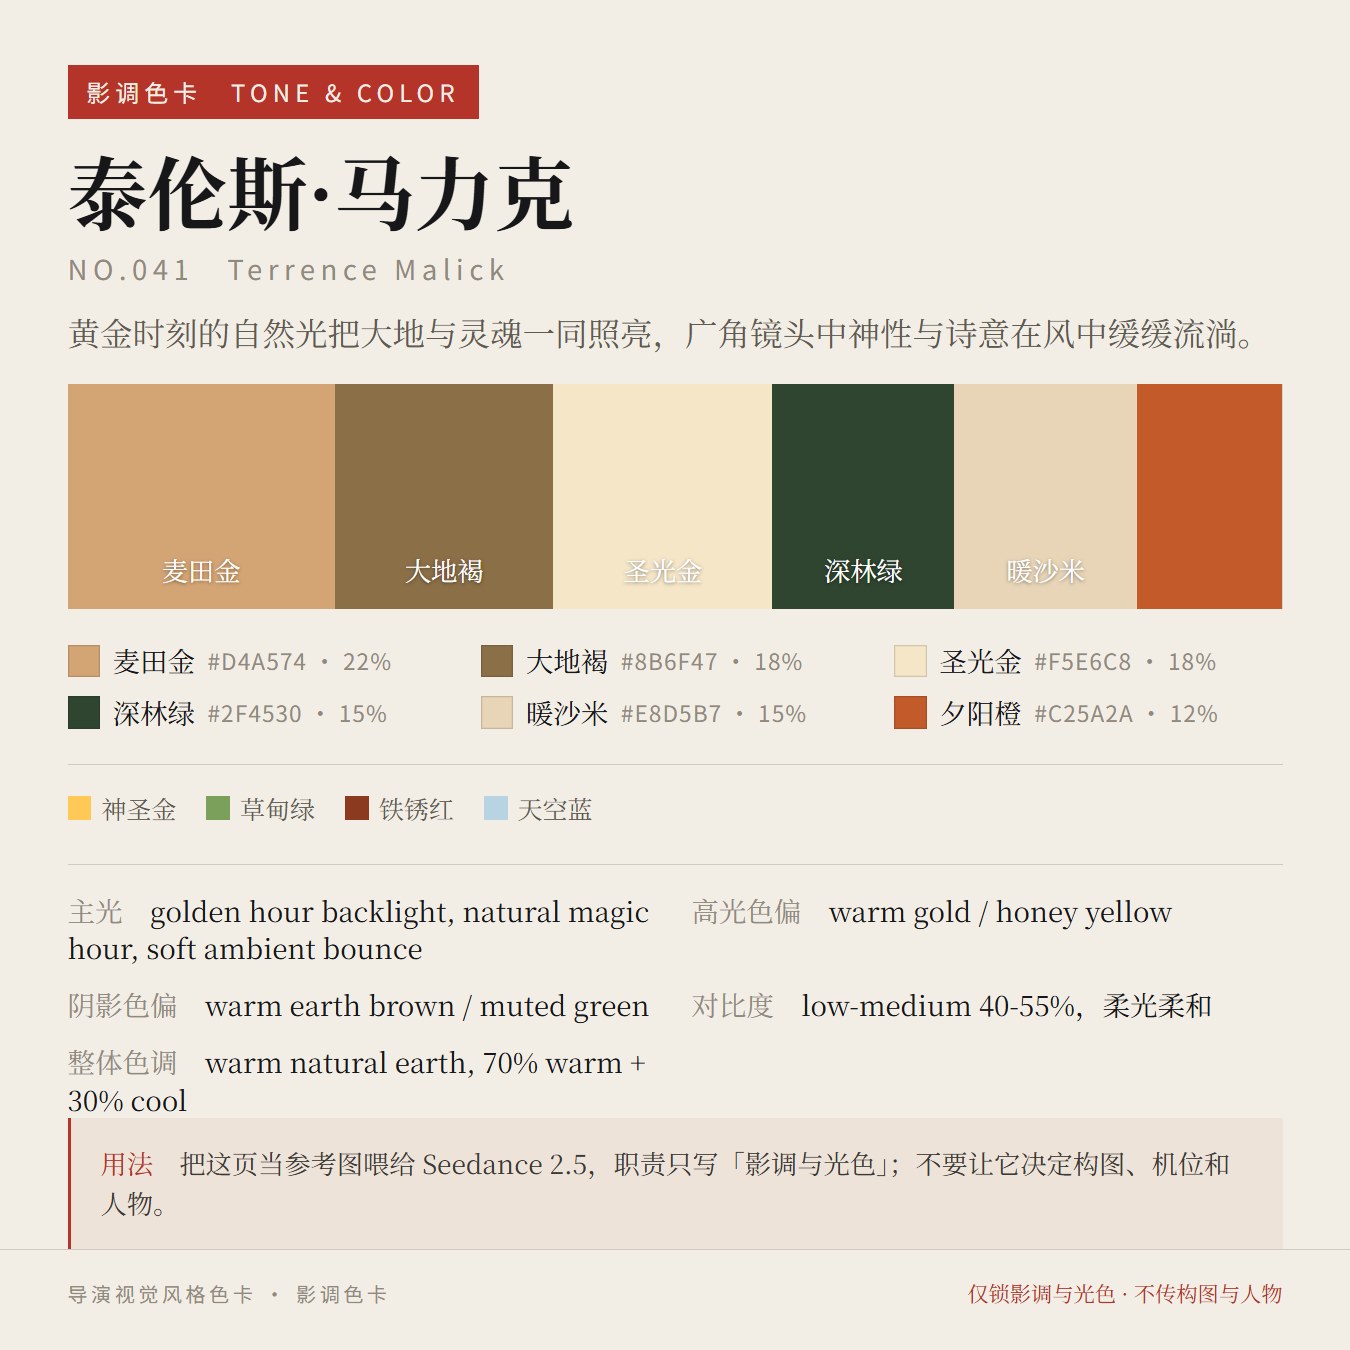 影调色卡 TONE & COLOR
泰伦斯·马力克
NO.041 Terrence Malick
黄金时刻的自然光把大地与灵魂一同照亮，广角镜头中神性与诗意在风中缓缓流淌。
麦田金 大地褐 圣光金 深林绿 暖沙米
麦田金 #D4A574 · 22% 大地褐 #8B6F47 · 18% 圣光金 #F5E6C8 · 18%
深林绿 #2F4530 · 15% 暖沙米 #E8D5B7 · 15% 夕阳橙 #C25A2A · 12%
神圣金 草甸绿 铁锈红 天空蓝
主光 golden hour backlight, natural magic
hour, soft ambient bounce
高光色偏 warm gold / honey yellow
阴影色偏 warm earth brown / muted green
对比度 low-medium 40-55%，柔光柔和
整体色调 warm natural earth, 70% warm +
30% cool
用法 把这页当参考图喂给 Seedance 2.5，职责只写「影调与光色」；不要让它决定构图、机位和
人物。
导演视觉风格色卡 · 影调色卡
仅锁影调与光色 · 不传构图与人物